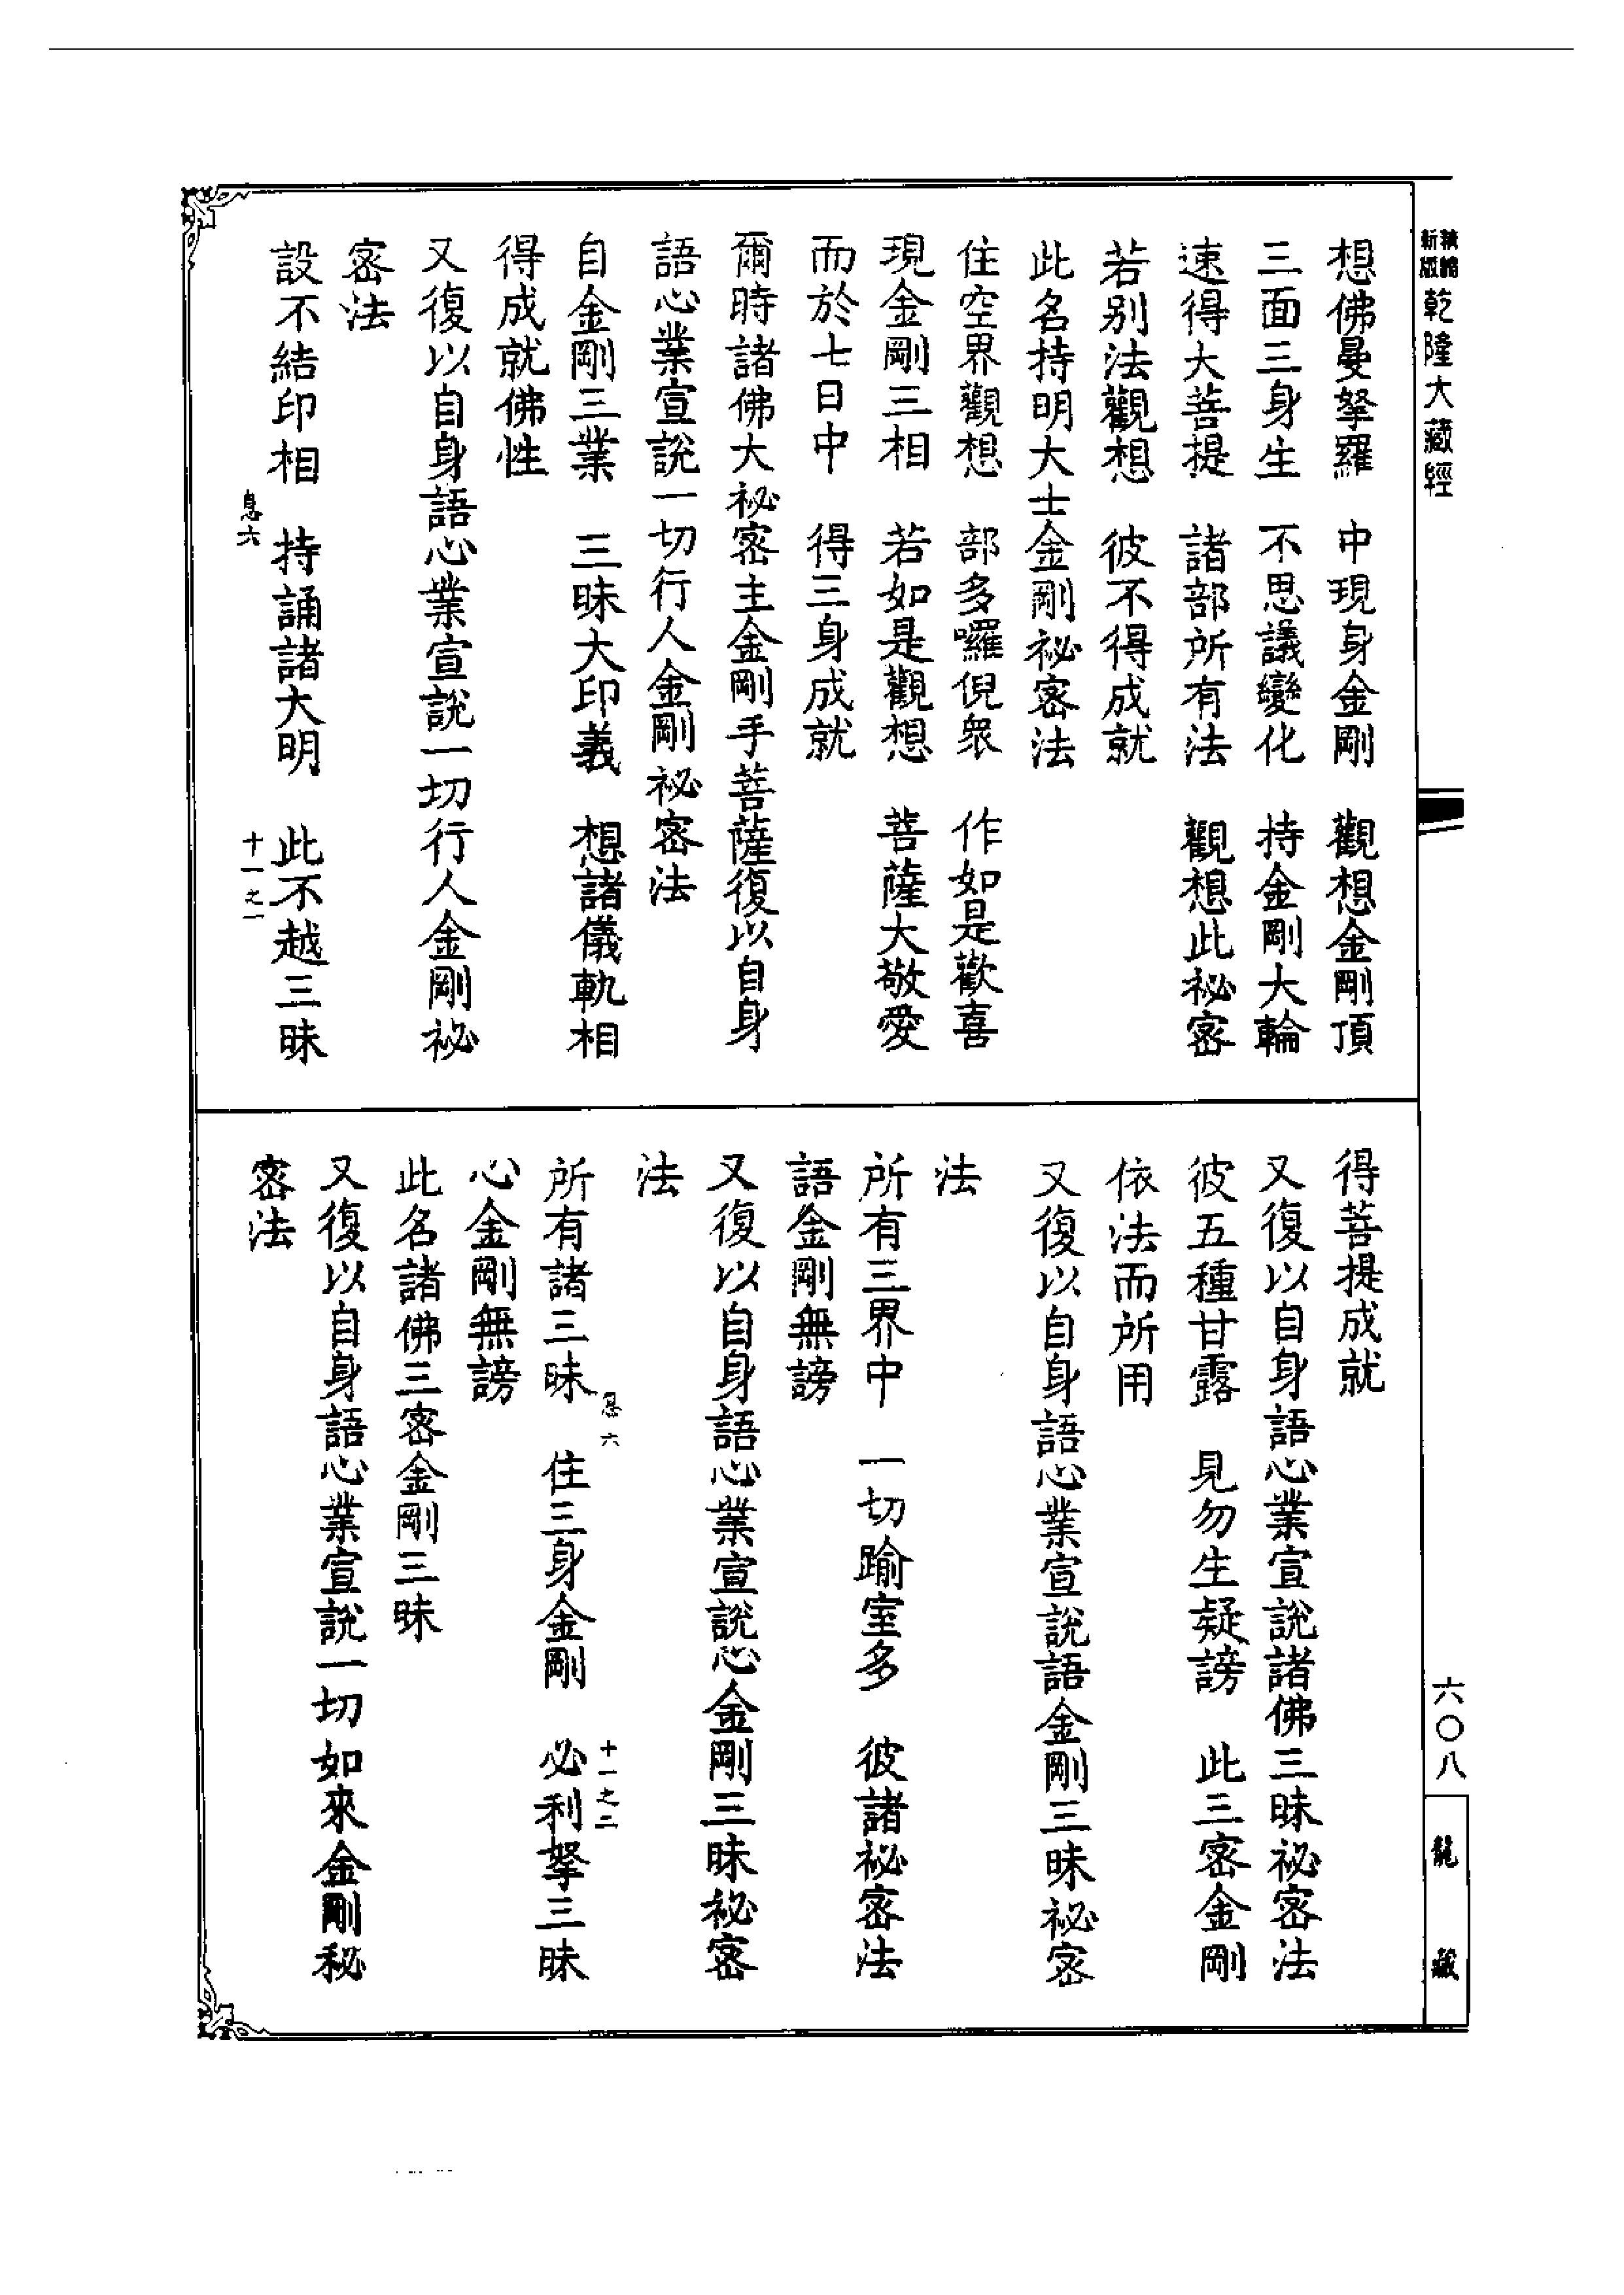 新編縮版 乾隆大藏經
想佛曼拏羅　中現身金剛　觀想金剛頂
三面三身生　不思議變化　持金剛大輪
速得大菩提　諸部所有法　觀想此祕密
若別法觀想　彼不得成就
此名持明大士金剛祕密法
住空界觀想　部多囉倪衆　作如是歡喜
現金剛三相　若如是觀想　菩薩大敬愛
而於七日中　得三身成就
爾時諸佛大祕密主金剛手菩薩復以自身
語心業宣說一切行人金剛祕密法
自金剛三業　三昧大印義　想諸儀軌相
得成就佛性
又復以自身語心業宣說一切行人金剛祕
密法
設不結印相　持誦諸大明　此不越三昧
息六　十一之一
得菩提成就
又復以自身語心業宣說諸佛三昧祕密法
彼五種甘露　見勿生疑謗　此三密金剛
依法而所用
又復以自身語心業宣說語金剛三昧祕密
法
所有三界中　一切踰室多　彼諸祕密法
語金剛無謗
又復以自身語心業宣說心金剛三昧祕密
法
息六　十一之二
所有諸三昧　住三身金剛　必利拏三昧
心金剛無謗
此名諸佛三密金剛三昧
又復以自身語心業宣說一切如來金剛秘
密法
六〇八
龍藏